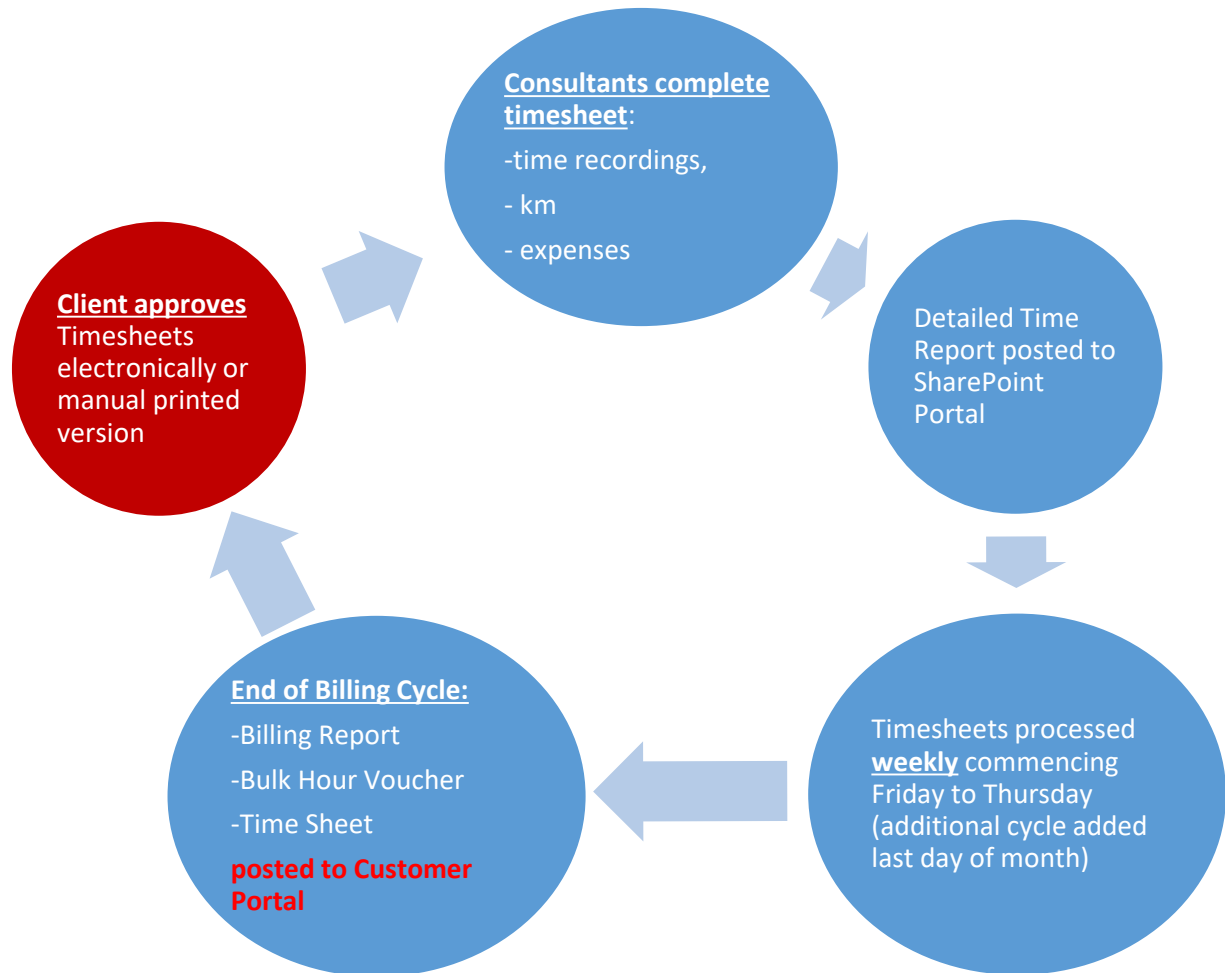 Consultants complete
timesheet:
-time recordings,
- km
- expenses
Detailed Time
Report posted to
SharePoint
Portal
Timesheets processed
weekly commencing
Friday to Thursday
(additional cycle added
last day of month)
End of Billing Cycle:
-Billing Report
-Bulk Hour Voucher
-Time Sheet
posted to Customer
Portal
Client approves
Timesheets
electronically or
manual printed
version